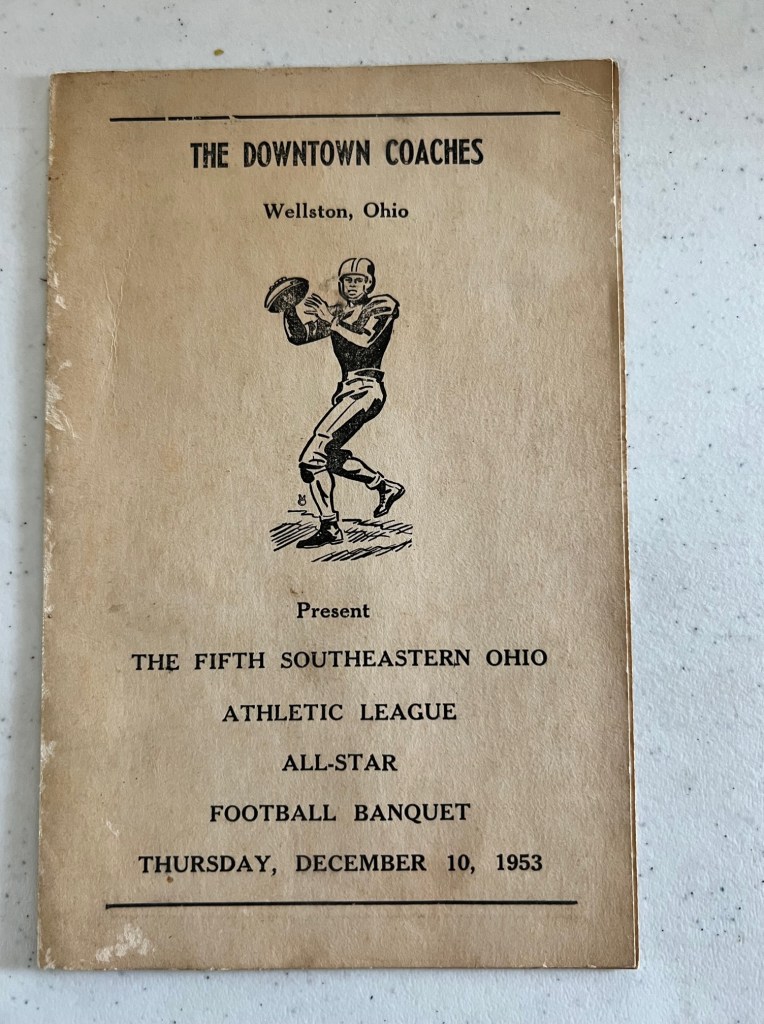 THE DOWNTOWN COACHES
Wellston, Ohio
Present
THE FIFTH SOUTHEASTERN OHIO
ATHLETIC LEAGUE
ALL-STAR
FOOTBALL BANQUET
THURSDAY, DECEMBER 10, 1953